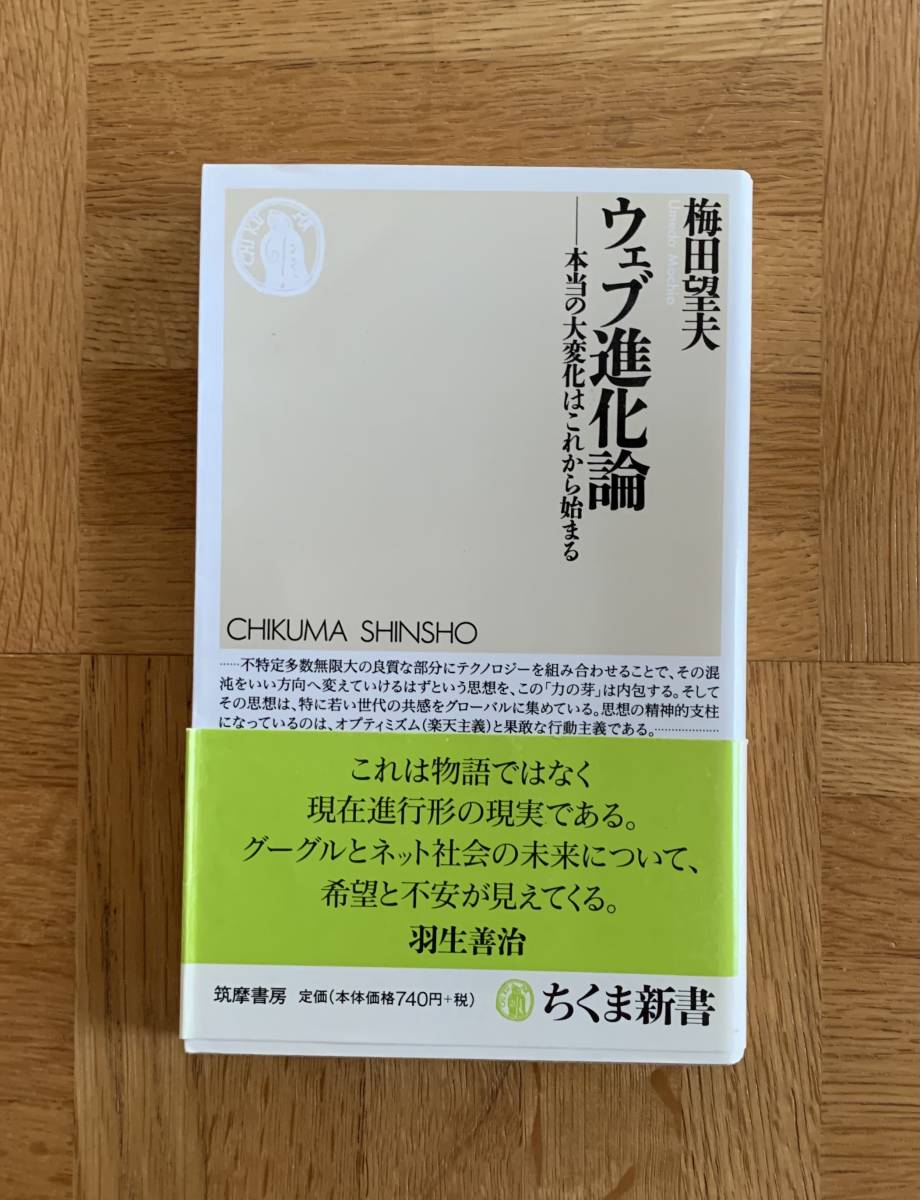 梅田望夫
Umeda Mochio
ウェブ進化論
――本当の大変化はこれから始まる
CHIKUMA SHINSHO
……不特定多数無限大の良質な部分にテクノロジーを組み合わせることで、その混
沌をいい方向へ変えていけるはずという思想を、この「力の芽」は内包する。そして
その思想は、特に若い世代の共感をグローバルに集めている。思想の精神的支柱
になっているのは、オプティミズム(楽天主義)と果敢な行動主義である。…………………
これは物語ではなく
現在進行形の現実である。
グーグルとネット社会の未来について、
希望と不安が見えてくる。
羽生善治
筑摩書房 定価(本体価格740円+税)
ちくま新書